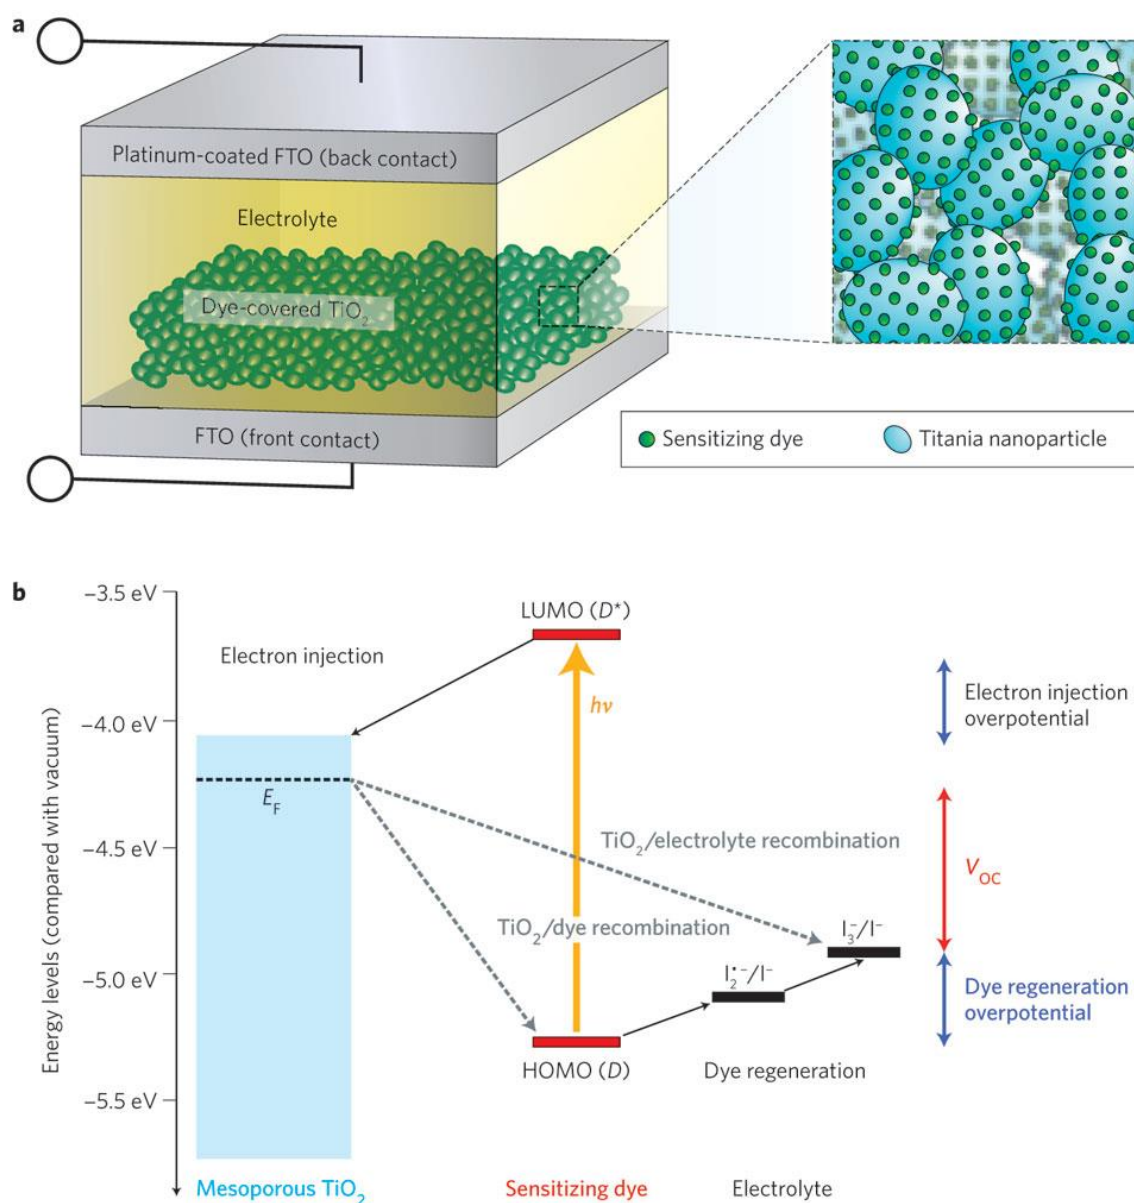 a
Platinum-coated FTO (back contact)
Electrolyte
Dye-covered TiO₂
FTO (front contact)
Sensitizing dye
Titania nanoparticle
b
Energy levels (compared with vacuum)
−3.5 eV
−4.0 eV
−4.5 eV
−5.0 eV
−5.5 eV
Electron injection
E_F
LUMO (D*)
hν
TiO₂/electrolyte recombination
TiO₂/dye recombination
I₃⁻/I⁻
I₂•⁻/I⁻
HOMO (D)
Dye regeneration
Electron injection
overpotential
V_OC
Dye regeneration
overpotential
Mesoporous TiO₂
Sensitizing dye
Electrolyte